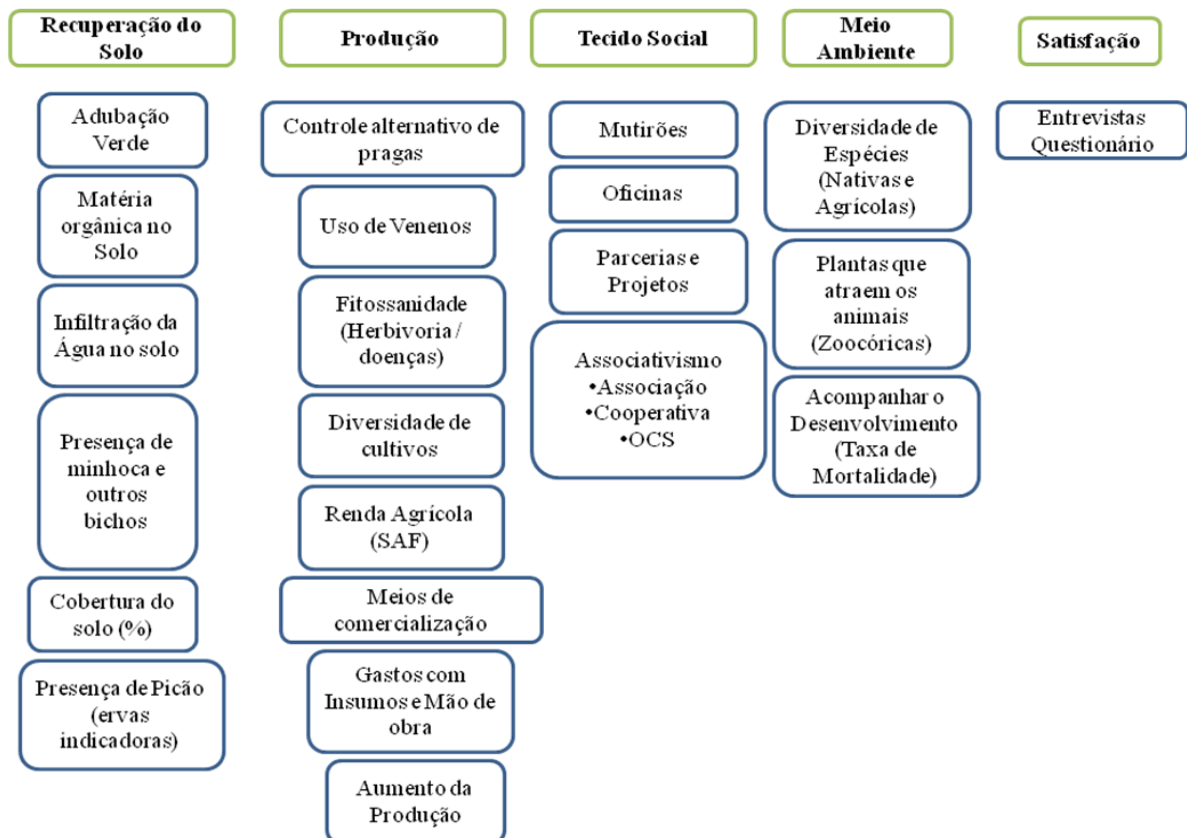 Recuperação do
Solo
Adubação
Verde
Matéria
orgânica no
Solo
Infiltração da
Água no solo
Presença de
minhoca e
outros
bichos
Cobertura do
solo (%)
Presença de Picão
(ervas
indicadoras)
Produção
Controle alternativo de
pragas
Uso de Venenos
Fitossanidade
(Herbivoria /
doenças)
Diversidade de
cultivos
Renda Agrícola
(SAF)
Meios de
comercialização
Gastos com
Insumos e Mão de
obra
Aumento da
Produção
Tecido Social
Mutirões
Oficinas
Parcerias e
Projetos
Associativismo
•Associação
•Cooperativa
•OCS
Meio
Ambiente
Diversidade de
Espécies
(Nativas e
Agrícolas)
Plantas que
atraem os
animais
(Zoocóricas)
Acompanhar o
Desenvolvimento
(Taxa de
Mortalidade)
Satisfação
Entrevistas
Questionário